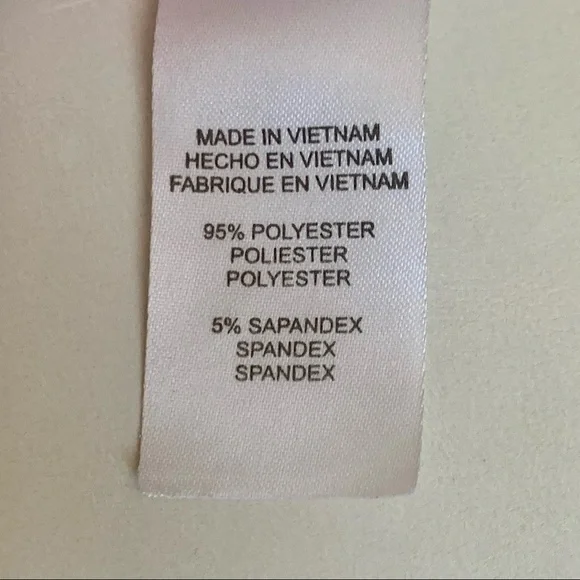 MADE IN VIETNAM
HECHO EN VIETNAM
FABRIQUE EN VIETNAM
95% POLYESTER
POLIESTER
POLYESTER
5% SAPANDEX
SPANDEX
SPANDEX